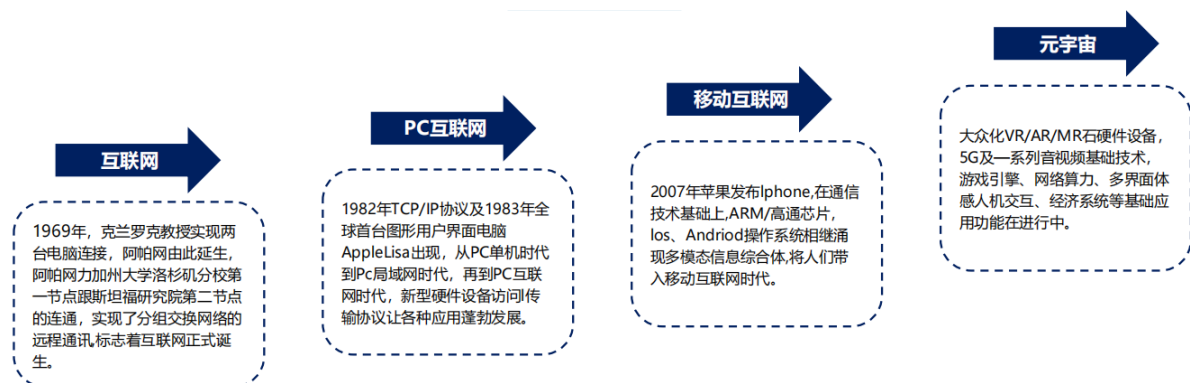 互联网
1969年，克兰罗克教授实现两
台电脑连接，阿帕网由此延生，
阿帕网力加州大学洛杉矶分校第
一节点跟斯坦福研究院第二节点
的连通，实现了分组交换网络的
远程通讯,标志着互联网正式诞
生。
PC互联网
1982年TCP/IP协议及1983年全
球首台图形用户界面电脑
AppleLisa出现，从PC单机时代
到Pc局域网时代，再到PC互联
网时代，新型硬件设备访问l传
输协议让各种应用蓬勃发展。
移动互联网
2007年苹果发布lphone,在通信
技术基础上,ARM/高通芯片，
los、Andriod操作系统相继涌
现多模态信息综合体,将人们带
入移动互联网时代。
元宇宙
大众化VR/AR/MR石硬件设备，
5G及—系列音视频基础技术，
游戏引擎、网络算力、多界面体
感人机交互、经济系统等基础应
用功能在进行中。